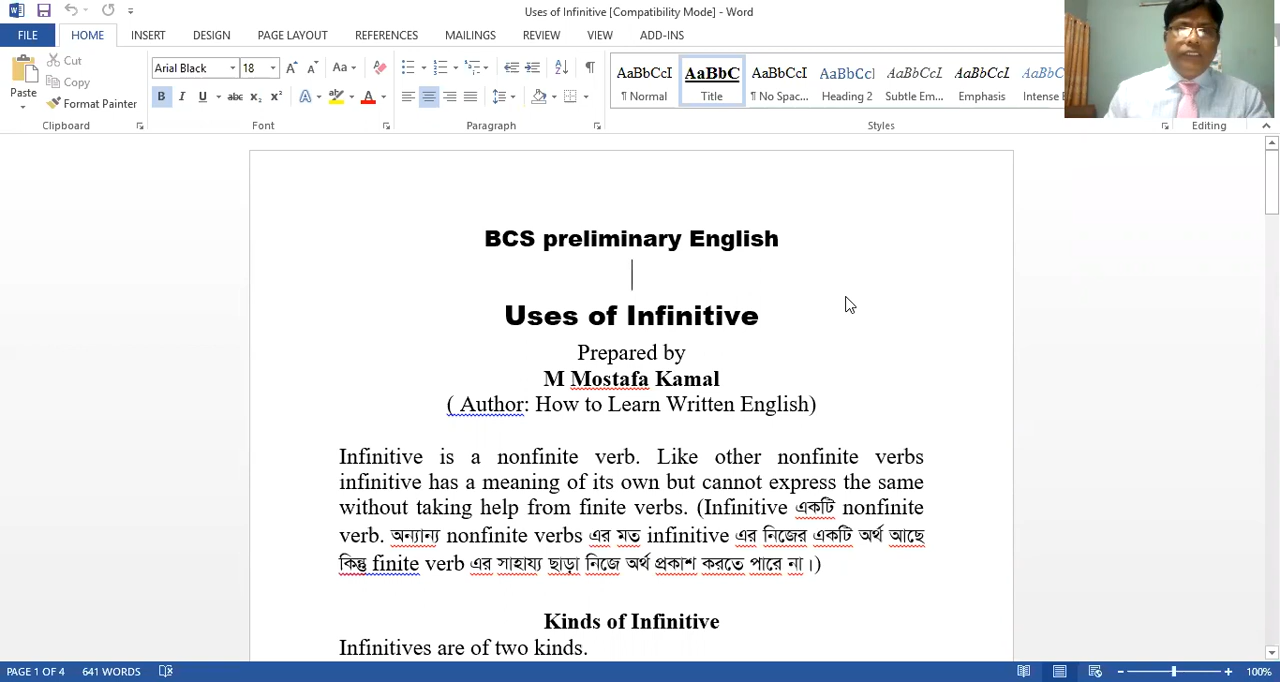 Uses of Infinitive [Compatibility Mode] - Word
FILE HOME INSERT DESIGN PAGE LAYOUT REFERENCES MAILINGS REVIEW VIEW ADD-INS
Cut
Copy
Format Painter
Paste
Clipboard
Arial Black 18
Font
Paragraph
AaBbCcI AaBbC AaBbCcI AaBbCcI AaBbCcL AaBbCcL AaBbCc
¶ Normal Title ¶ No Spac... Heading 2 Subtle Em... Emphasis Intense E
Styles
Editing
BCS preliminary English
Uses of Infinitive
Prepared by
M Mostafa Kamal
( Author: How to Learn Written English)
Infinitive is a nonfinite verb. Like other nonfinite verbs
infinitive has a meaning of its own but cannot express the same
without taking help from finite verbs. (Infinitive একটি nonfinite
verb. অন্যান্য nonfinite verbs এর মত infinitive এর নিজের একটি অর্থ আছে
কিন্তু finite verb এর সাহায্য ছাড়া নিজে অর্থ প্রকাশ করতে পারে না।)
Kinds of Infinitive
Infinitives are of two kinds.
PAGE 1 OF 4 641 WORDS 100%